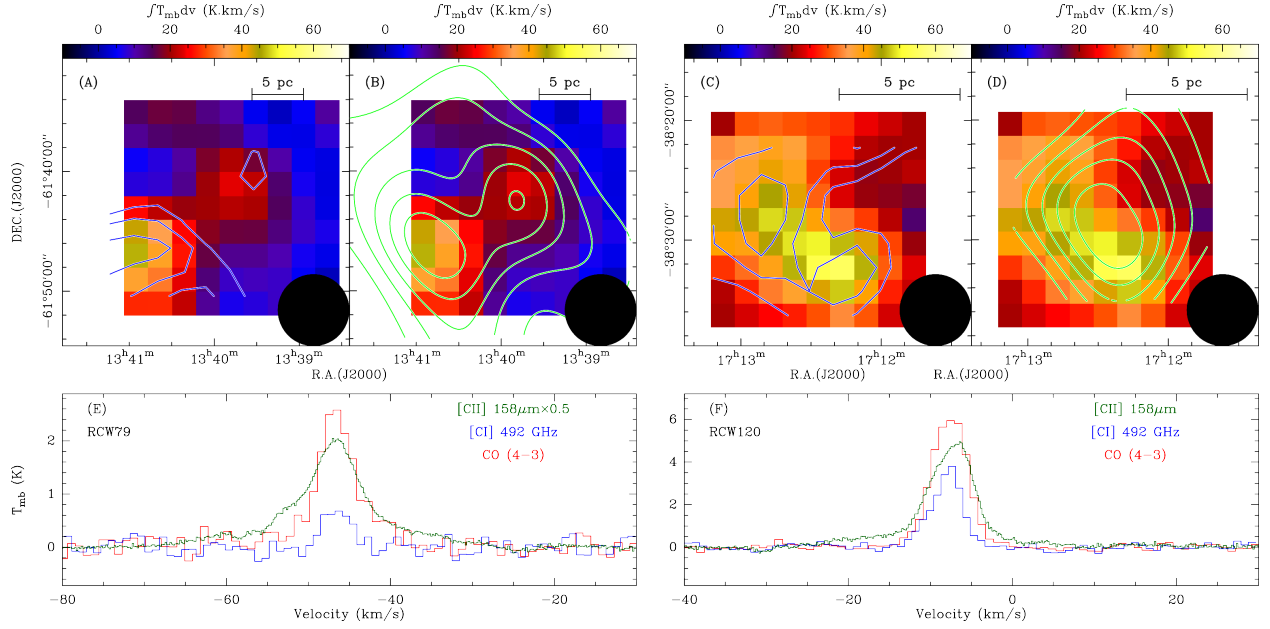 ∫T_mb dv (K.km/s) ∫T_mb dv (K.km/s) ∫T_mb dv (K.km/s) ∫T_mb dv (K.km/s)
0 20 40 60 0 20 40 60 0 20 40 60 0 20 40 60
(A) 5 pc (B) 5 pc (C) 5 pc (D) 5 pc
DEC.(J2000)
−61°40′00″
−61°50′00″
−38°20′00″
−38°30′00″
13ʰ41ᵐ 13ʰ40ᵐ 13ʰ39ᵐ 13ʰ41ᵐ 13ʰ40ᵐ 13ʰ39ᵐ 17ʰ13ᵐ 17ʰ12ᵐ 17ʰ13ᵐ 17ʰ12ᵐ
R.A.(J2000) R.A.(J2000) R.A.(J2000)
T_mb (K)
(E)
RCW79
[CII] 158μm×0.5
[CI] 492 GHz
CO (4−3)
2
1
0
−80 −60 −40 −20
Velocity (km/s)
(F)
RCW120
[CII] 158μm
[CI] 492 GHz
CO (4−3)
6
4
2
0
−40 −20 0 20
Velocity (km/s)